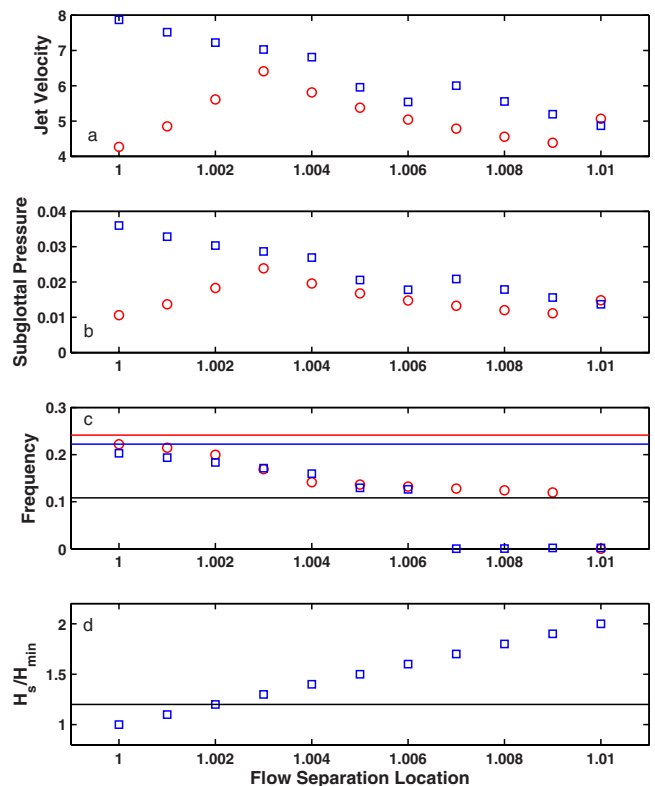 8
7
6
5
4
Jet Velocity
a
1 1.002 1.004 1.006 1.008 1.01
0.04
0.03
0.02
0.01
0
Subglottal Pressure
b
1 1.002 1.004 1.006 1.008 1.01
0.3
0.2
0.1
0
Frequency
c
1 1.002 1.004 1.006 1.008 1.01
2
1.5
1
Hs/Hmin
d
1 1.002 1.004 1.006 1.008 1.01
Flow Separation Location